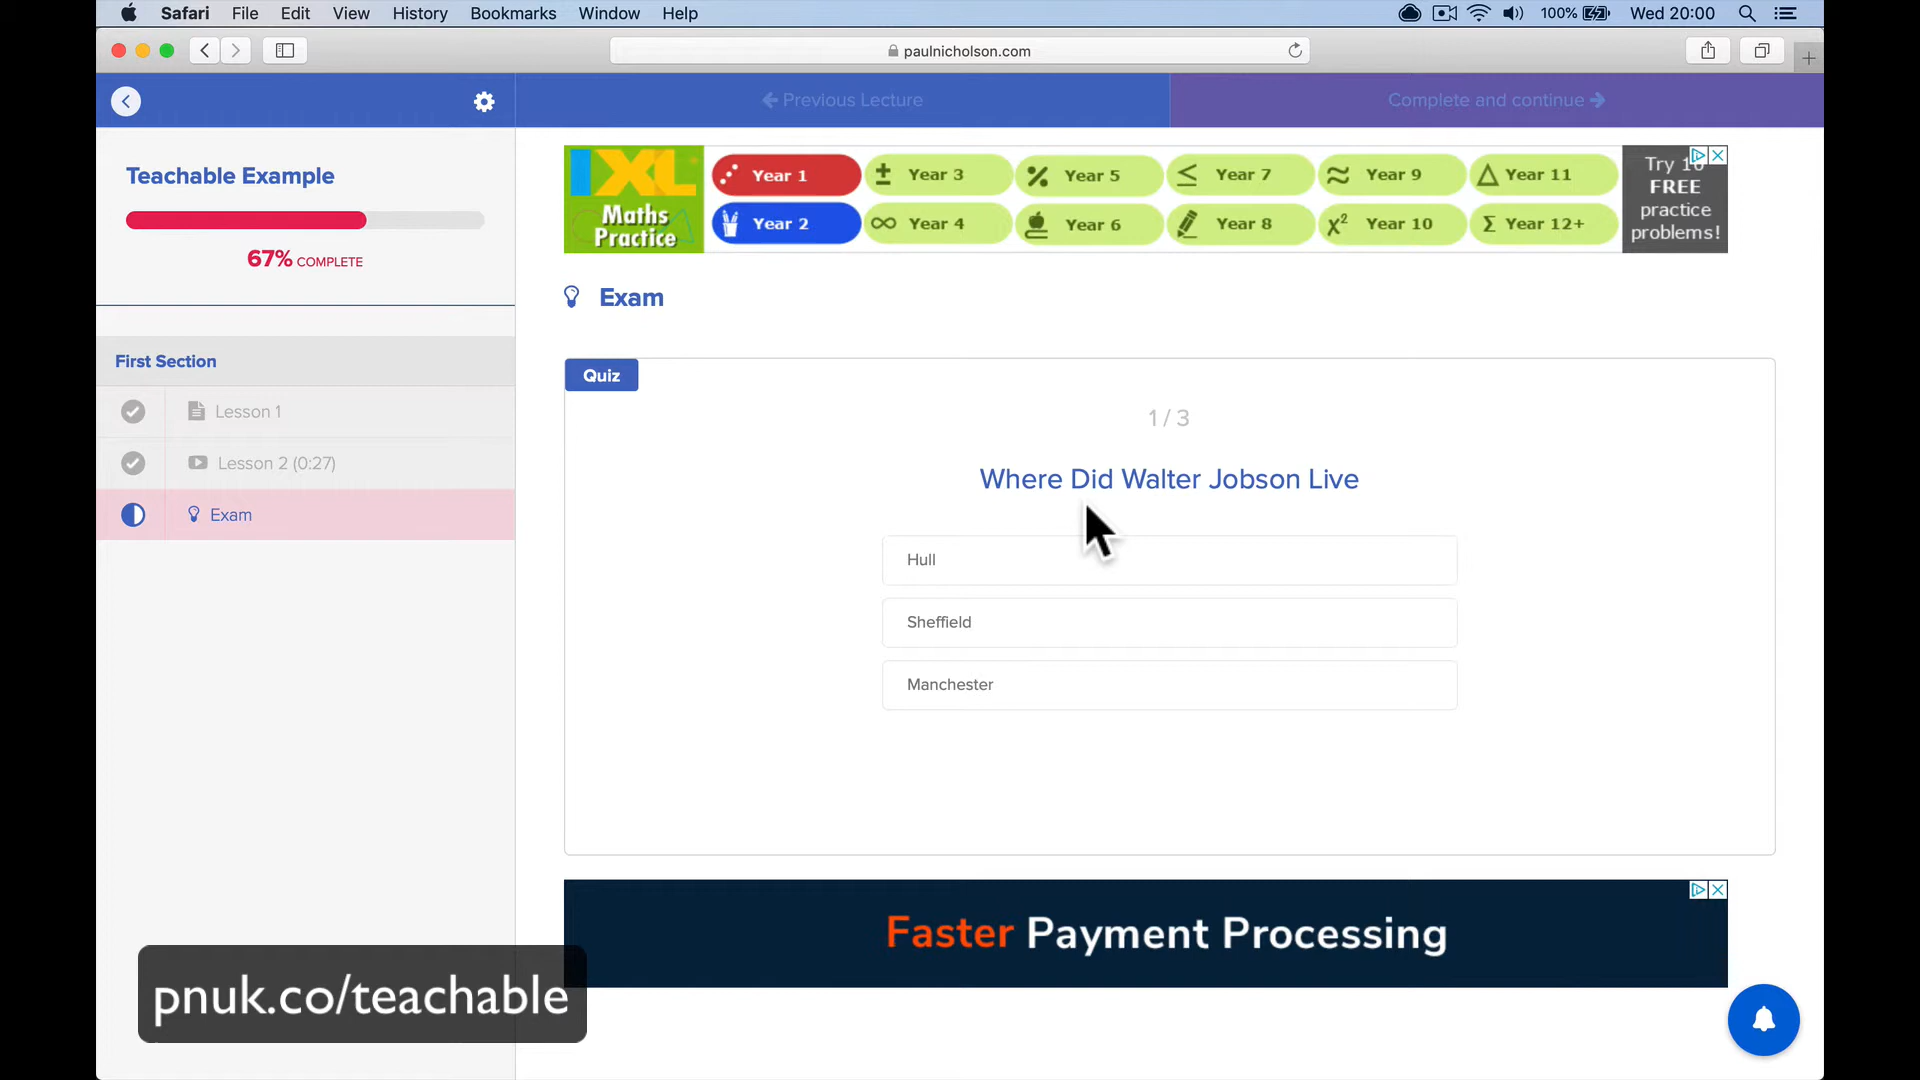 Safari File Edit View History Bookmarks Window Help 100% Wed 20:00
paulnicholson.com
Previous Lecture
Complete and continue
Teachable Example
67% COMPLETE
First Section
Lesson 1
Lesson 2 (0:27)
Exam
IXL
Maths
Practice
Year 1 Year 3 Year 5 Year 7 Year 9 Year 11
Year 2 Year 4 Year 6 Year 8 Year 10 Year 12+
Try 10
FREE
practice
problems!
Exam
Quiz
1 / 3
Where Did Walter Jobson Live
Hull
Sheffield
Manchester
Faster Payment Processing
pnuk.co/teachable